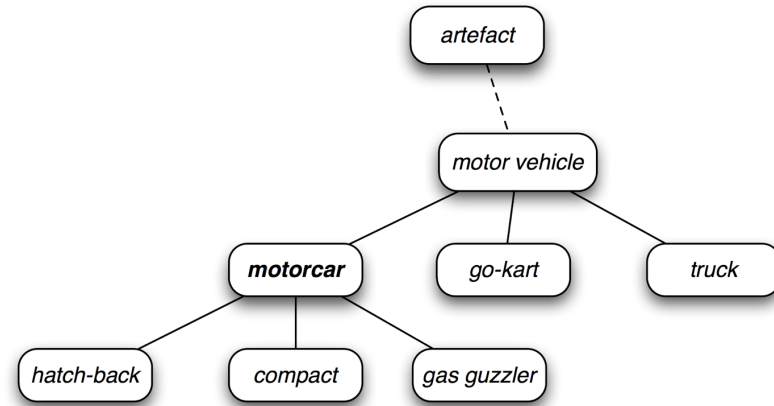 artefact
motor vehicle
motorcar
go-kart
truck
hatch-back
compact
gas guzzler